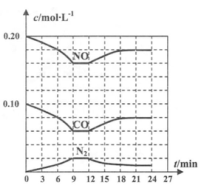 c/mol·L⁻¹
0.20
NO
0.10
CO
N₂
t/min
0 3 6 9 12 15 18 21 24 27